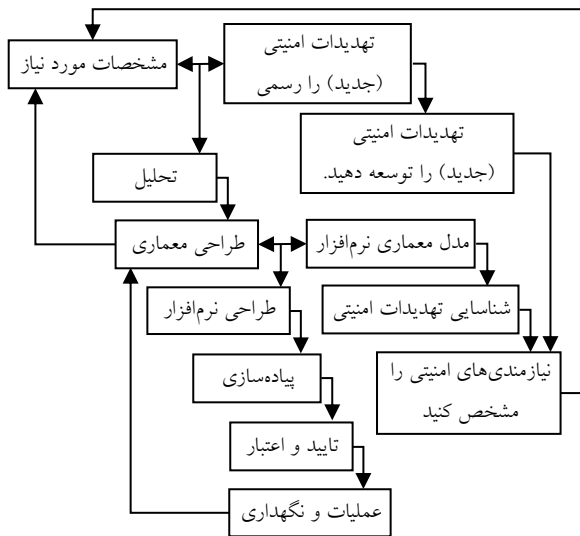 تهدیدات امنیتی
(جدید) را رسمی
مشخصات مورد نیاز
تهدیدات امنیتی
(جدید) را توسعه دهید.
تحلیل
طراحی معماری
مدل معماری نرم‌افزار
طراحی نرم‌افزار
شناسایی تهدیدات امنیتی
پیاده‌سازی
نیازمندی‌های امنیتی را
مشخص کنید
تایید و اعتبار
عملیات و نگهداری